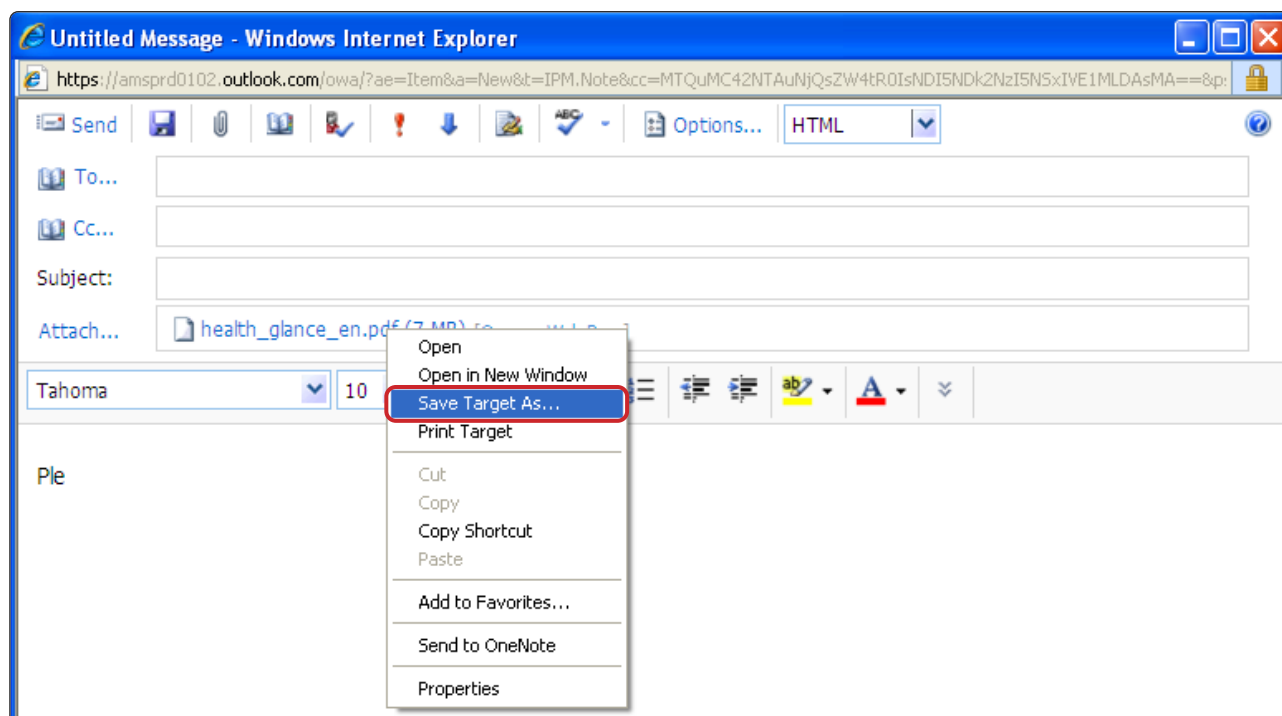 Untitled Message - Windows Internet Explorer
https://amsprd0102.outlook.com/owa/?ae=Item&a=New&t=IPM.Note&cc=MTQuMC42NTAuNjQsZW4tR0IsNDI5NDk2NzI5NSxIVE1MLDAsMA==&p
Send ABC Options... HTML
To...
Cc...
Subject:
Attach... health_glance_en.pdf (7 MB)
Tahoma 10 ab A
Ple
Open
Open in New Window
Save Target As...
Print Target
Cut
Copy
Copy Shortcut
Paste
Add to Favorites...
Send to OneNote
Properties